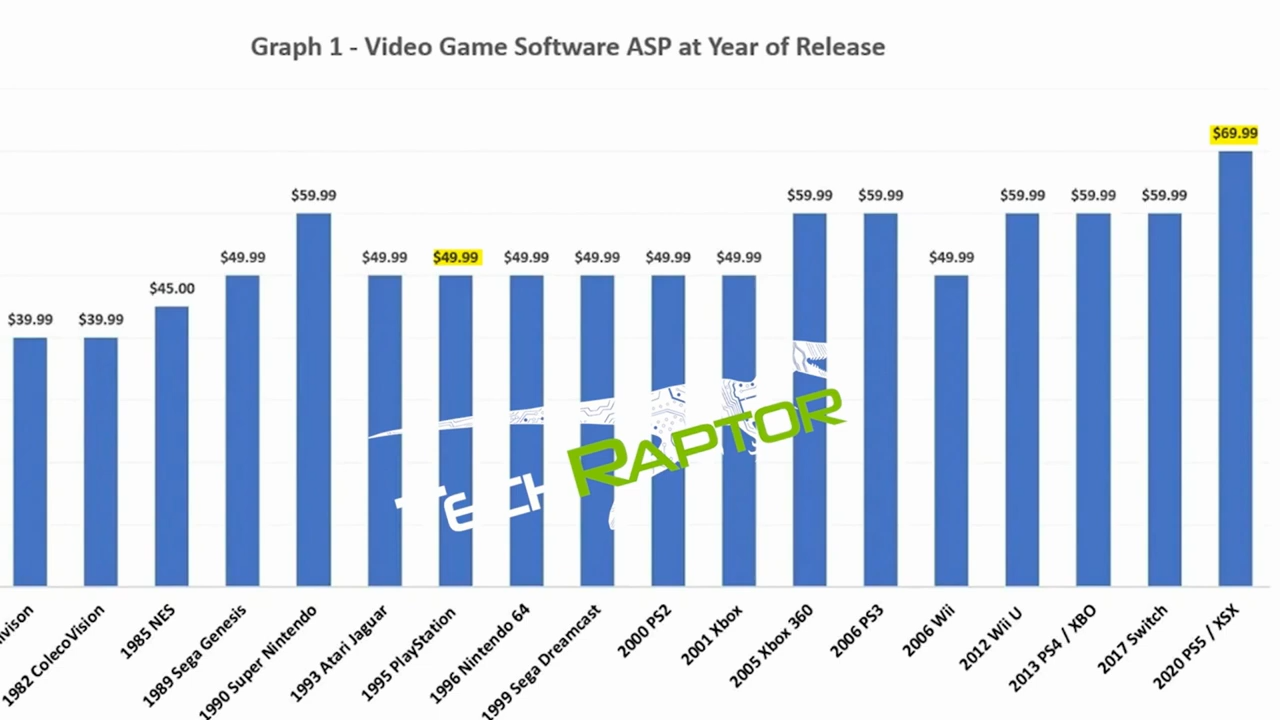 Graph 1 - Video Game Software ASP at Year of Release
$39.99
$39.99
$45.00
$49.99
$59.99
$49.99
$49.99
$49.99
$49.99
$49.99
$49.99
$59.99
$59.99
$49.99
$59.99
$59.99
$59.99
$69.99
TECH RAPTOR
1982 ColecoVision
1985 NES
1989 Sega Genesis
1990 Super Nintendo
1993 Atari Jaguar
1995 PlayStation
1996 Nintendo 64
1999 Sega Dreamcast
2000 PS2
2001 Xbox
2005 Xbox 360
2006 PS3
2006 Wii
2012 Wii U
2013 PS4 / XBO
2017 Switch
2020 PS5 / XSX